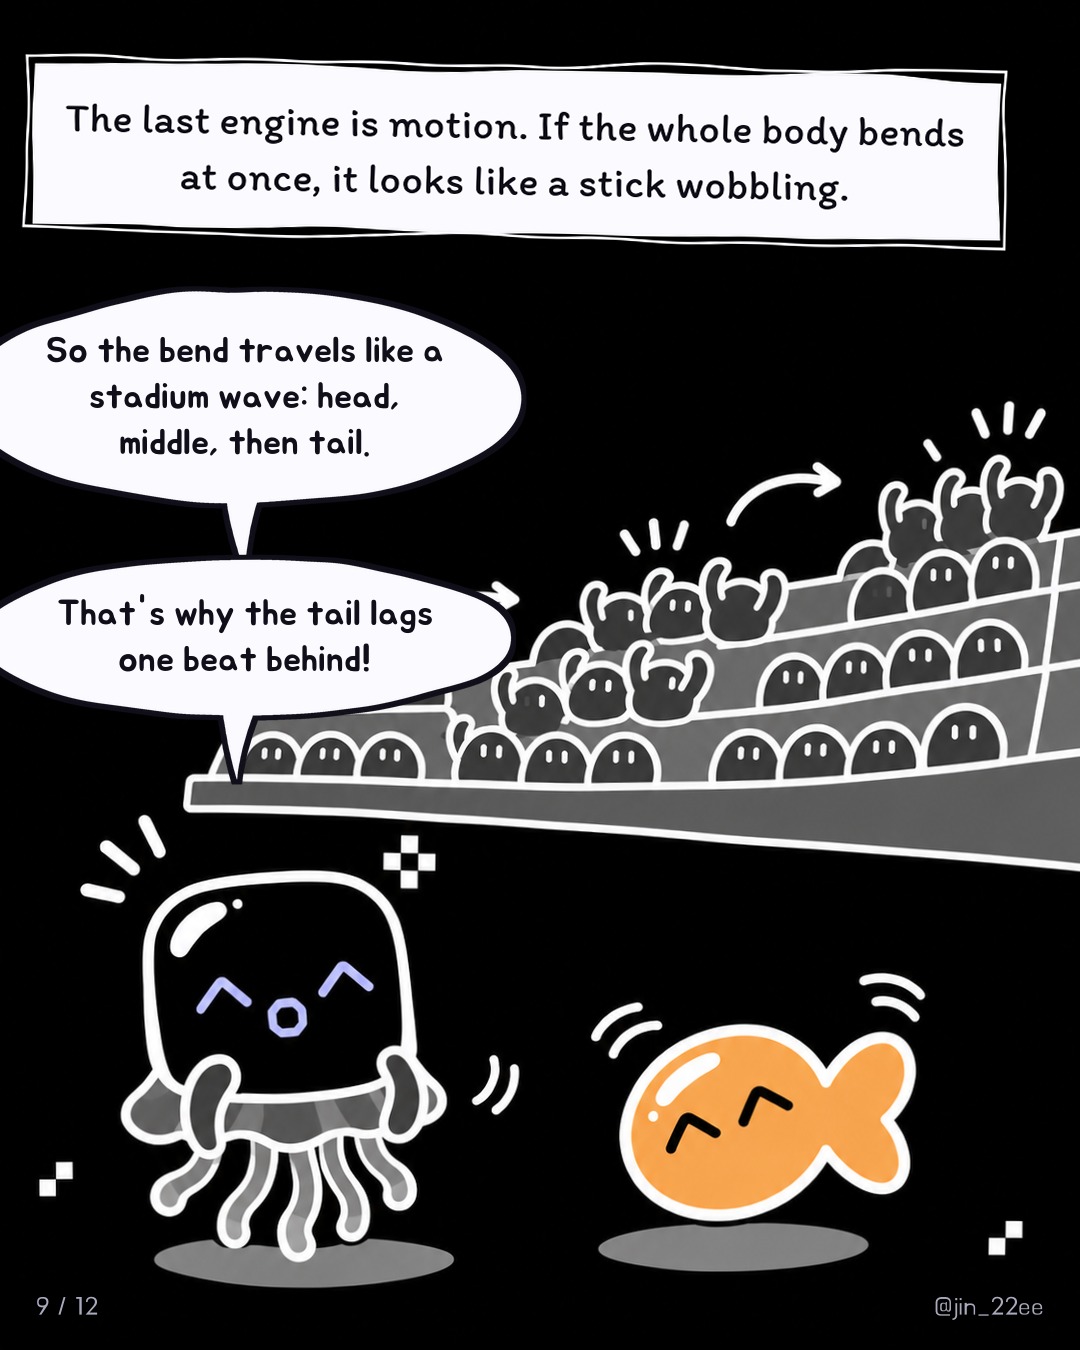 The last engine is motion. If the whole body bends
at once, it looks like a stick wobbling.
So the bend travels like a
stadium wave: head,
middle, then tail.
That's why the tail lags
one beat behind!
9 / 12
@jin_22ee